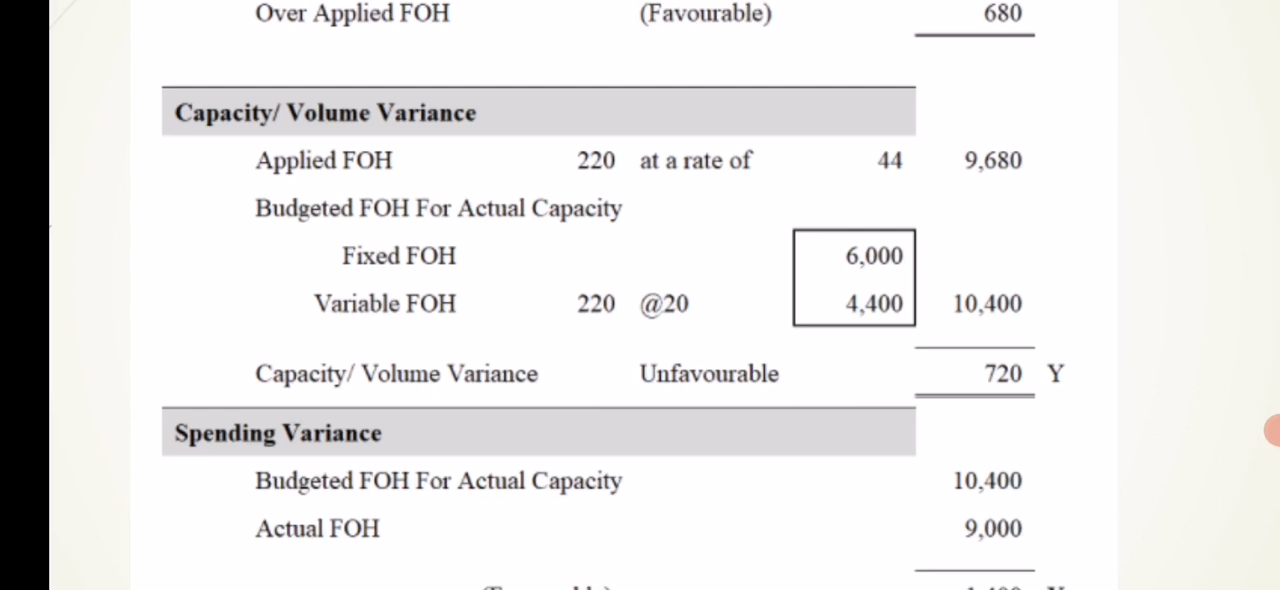 Over Applied FOH (Favourable) 680
Capacity/ Volume Variance
Applied FOH 220 at a rate of 44 9,680
Budgeted FOH For Actual Capacity
Fixed FOH 6,000
Variable FOH 220 @20 4,400 10,400
Capacity/ Volume Variance Unfavourable 720 Y
Spending Variance
Budgeted FOH For Actual Capacity 10,400
Actual FOH 9,000